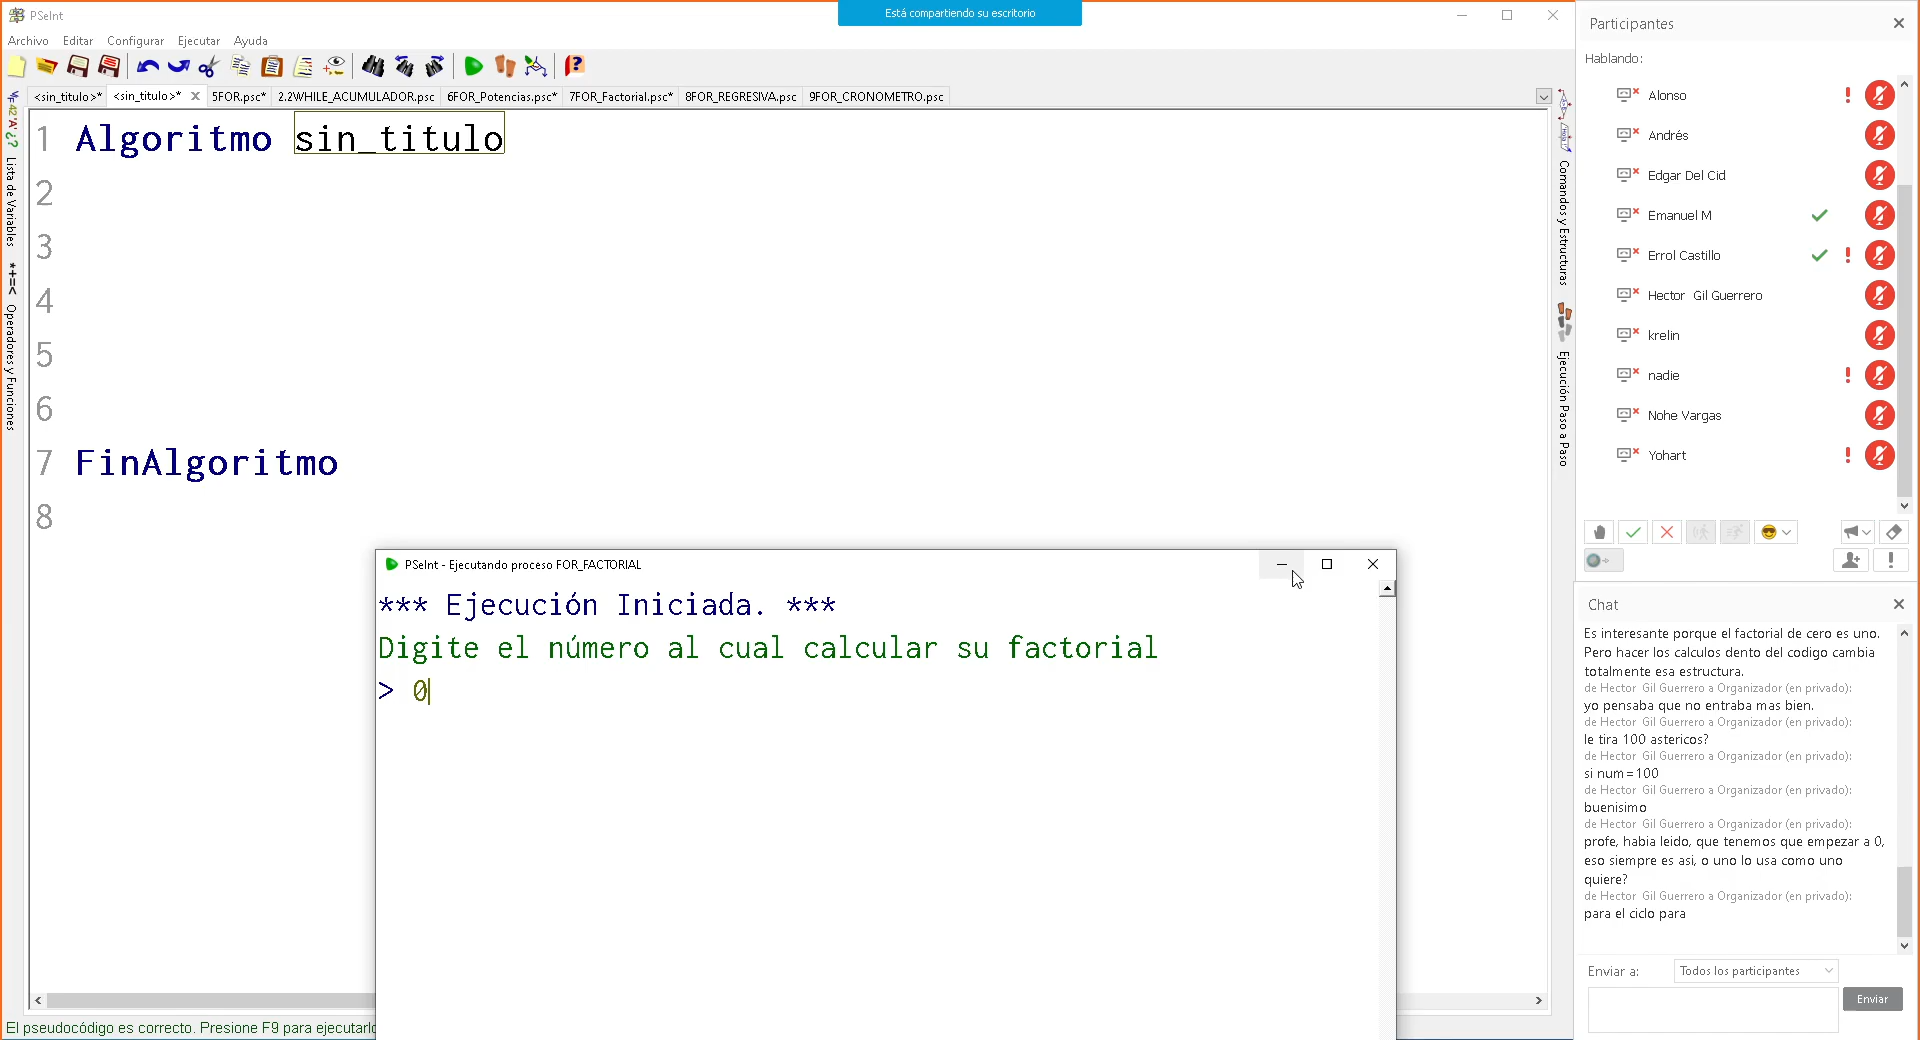 PSeInt
Está compartiendo su escritorio
Archivo Editar Configurar Ejecutar Ayuda
<sin_titulo>* <sin_titulo>* 5FOR.psc* 2.2WHILE_ACUMULADOR.psc 6FOR_Potencias.psc* 7FOR_Factorial.psc* 8FOR_REGRESIVA.psc 9FOR_CRONOMETRO.psc
Lista de Variables
Operadores y Funciones
1 Algoritmo sin_titulo
2
3
4
5
6
7 FinAlgoritmo
8
Comandos y Estructuras
Ejecución Paso a Paso
PSeInt - Ejecutando proceso FOR_FACTORIAL
*** Ejecución Iniciada. ***
Digite el número al cual calcular su factorial
> 0
El pseudocódigo es correcto. Presione F9 para ejecutarlo
Participantes
Hablando:
Alonso
Andrés
Edgar Del Cid
Emanuel M
Errol Castillo
Hector Gil Guerrero
krelin
nadie
Nohe Vargas
Yohart
Chat
Es interesante porque el factorial de cero es uno.
Pero hacer los calculos dento del codigo cambia
totalmente esa estructura.
de Hector Gil Guerrero a Organizador (en privado):
yo pensaba que no entraba mas bien.
de Hector Gil Guerrero a Organizador (en privado):
le tira 100 astericos?
de Hector Gil Guerrero a Organizador (en privado):
si num=100
de Hector Gil Guerrero a Organizador (en privado):
buenisimo
de Hector Gil Guerrero a Organizador (en privado):
profe, habia leido, que tenemos que empezar a 0,
eso siempre es asi, o uno lo usa como uno
quiere?
de Hector Gil Guerrero a Organizador (en privado):
para el ciclo para
Enviar a: Todos los participantes
Enviar